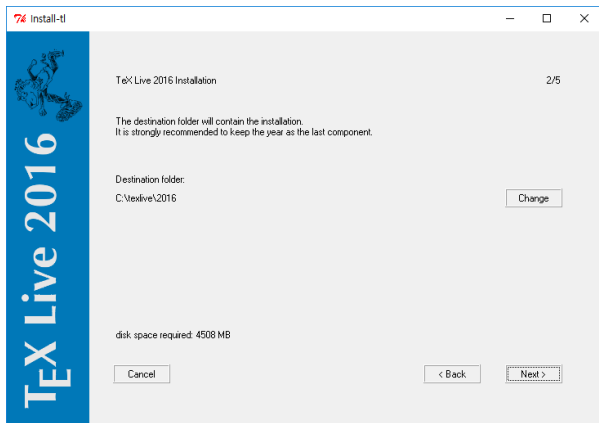 Install-tl
TeX Live 2016
TeX Live 2016 Installation
2/5
The destination folder will contain the installation.
It is strongly recommended to keep the year as the last component.
Destination folder:
C:\texlive\2016
Change
disk space required: 4508 MB
Cancel
< Back
Next >